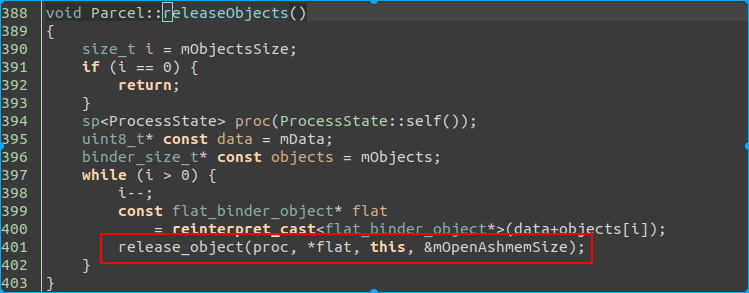 388 void Parcel::releaseObjects()
389 {
390     size_t i = mObjectsSize;
391     if (i == 0) {
392         return;
393     }
394     sp<ProcessState> proc(ProcessState::self());
395     uint8_t* const data = mData;
396     binder_size_t* const objects = mObjects;
397     while (i > 0) {
398         i--;
399         const flat_binder_object* flat
400             = reinterpret_cast<flat_binder_object*>(data+objects[i]);
401         release_object(proc, *flat, this, &mOpenAshmemSize);
402     }
403 }